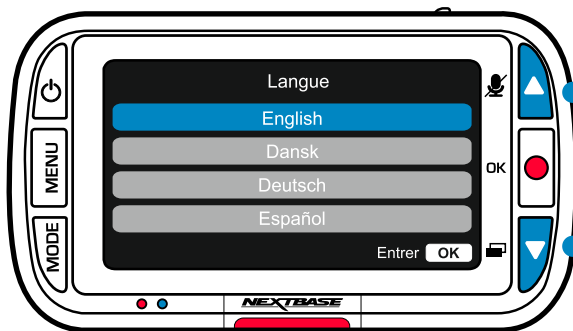 Langue
English
Dansk
Deutsch
Español
Entrer OK
MENU
MODE
OK
NEXTBASE